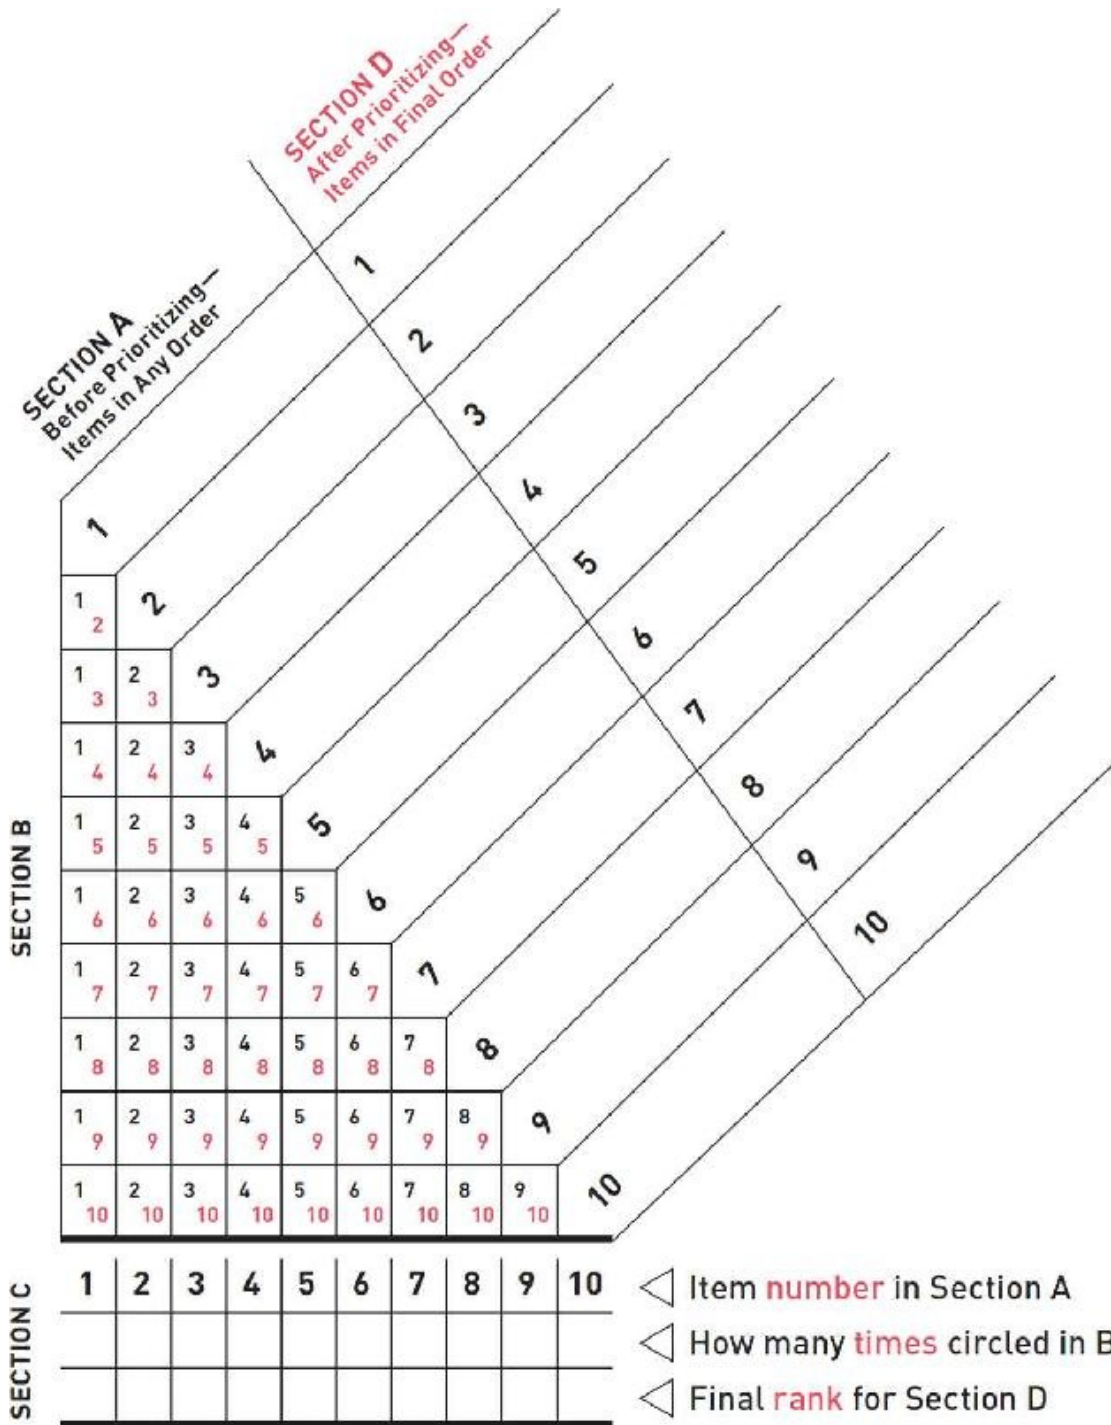 SECTION D
After Prioritizing—
Items in Final Order
SECTION A
Before Prioritizing—
Items in Any Order
1
2
3
4
5
6
7
8
9
10
SECTION B
1
1 2
2
1 3 2 3
3
1 4 2 4 3 4
4
1 5 2 5 3 5 4 5
5
1 6 2 6 3 6 4 6 5 6
6
1 7 2 7 3 7 4 7 5 7 6 7
7
1 8 2 8 3 8 4 8 5 8 6 8 7 8
8
1 9 2 9 3 9 4 9 5 9 6 9 7 9 8 9
9
1 10 2 10 3 10 4 10 5 10 6 10 7 10 8 10 9 10
10
SECTION C
1 2 3 4 5 6 7 8 9 10
Item number in Section A
How many times circled in B
Final rank for Section D